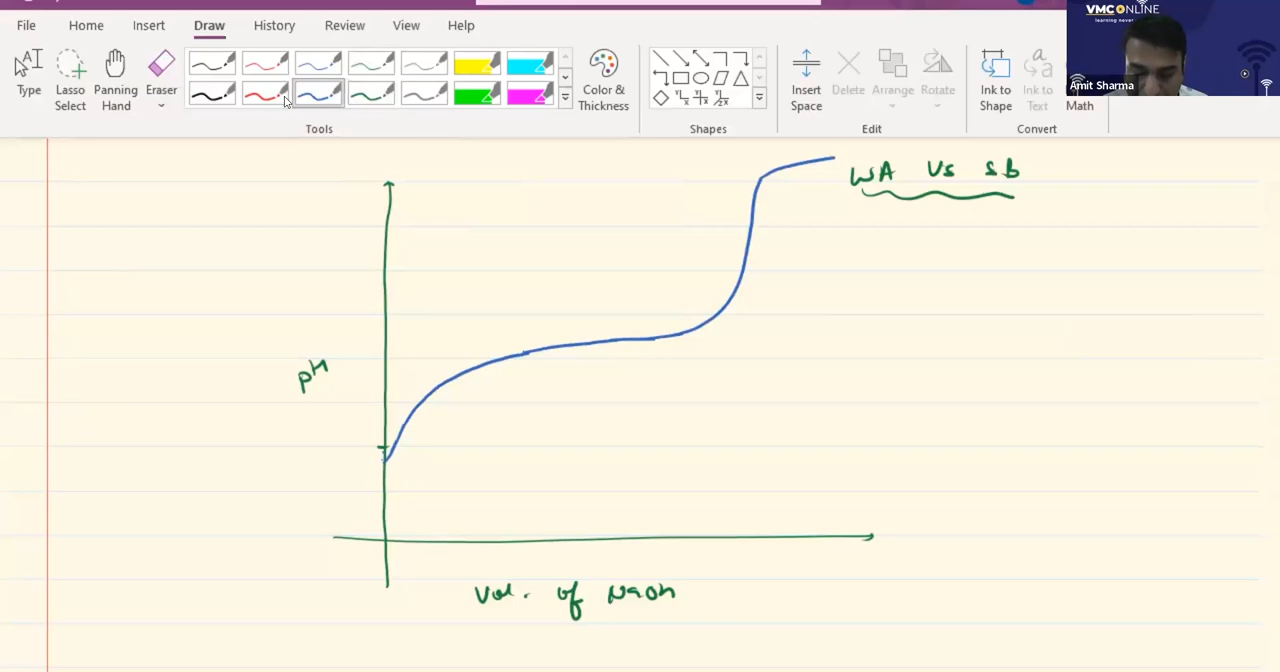 VMC ONLINE
learning never
File Home Insert Draw History Review View Help
Type
Lasso Select
Panning Hand
Eraser
Color & Thickness
Insert Space
Delete
Arrange
Rotate
Ink to Shape
Ink to Text
Math
Amit Sharma
Tools
Shapes
Edit
Convert
WA Vs SB
pH
Vol. of NaOH